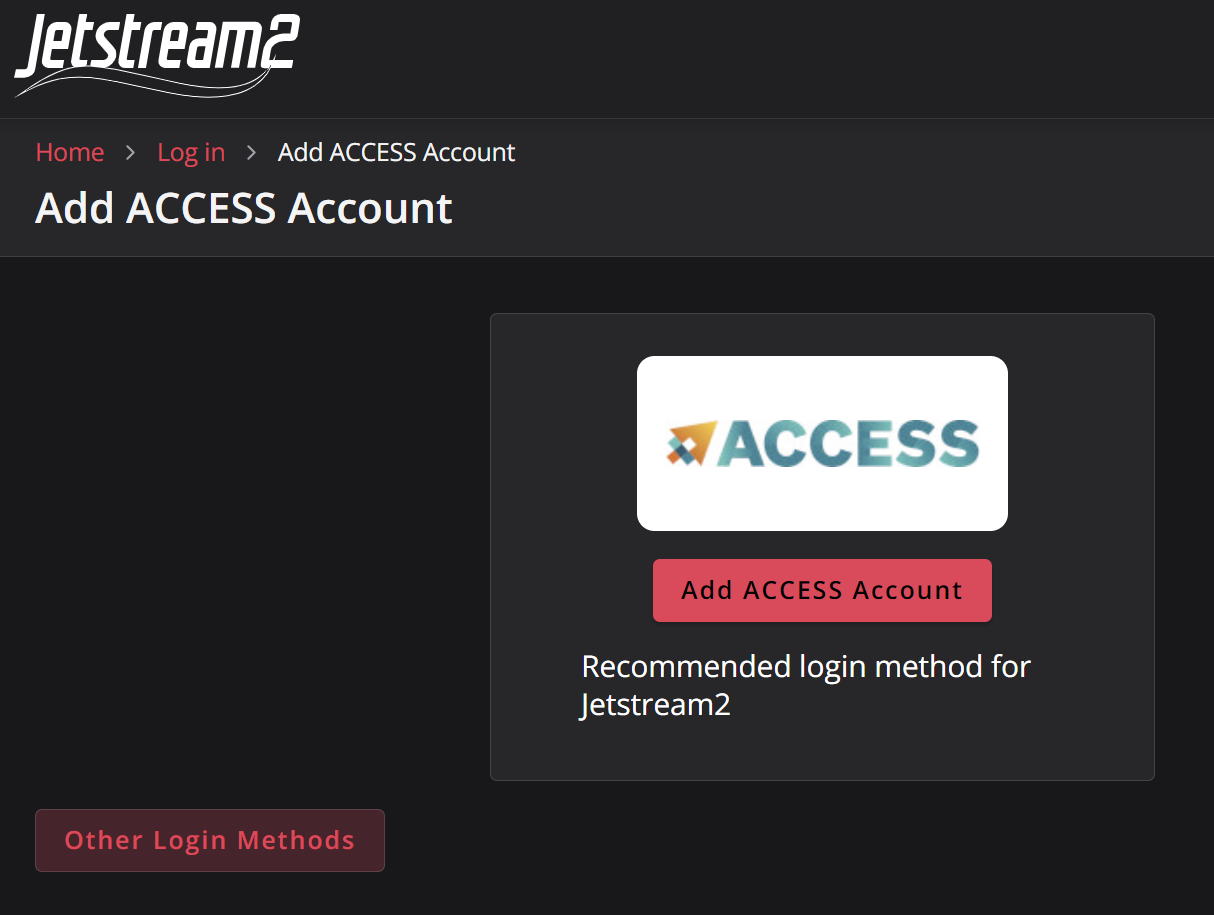 Jetstream2
Home > Log in > Add ACCESS Account
Add ACCESS Account
ACCESS
Add ACCESS Account
Recommended login method for
Jetstream2
Other Login Methods